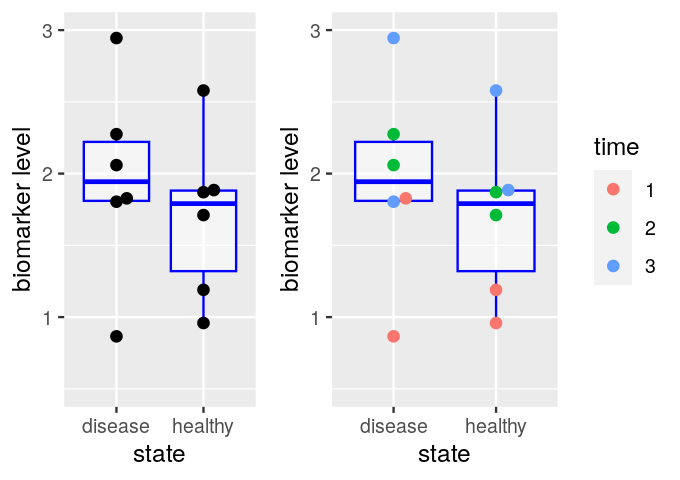 biomarker level
3
2
1
disease healthy
state
biomarker level
3
2
1
disease healthy
state
time
1
2
3